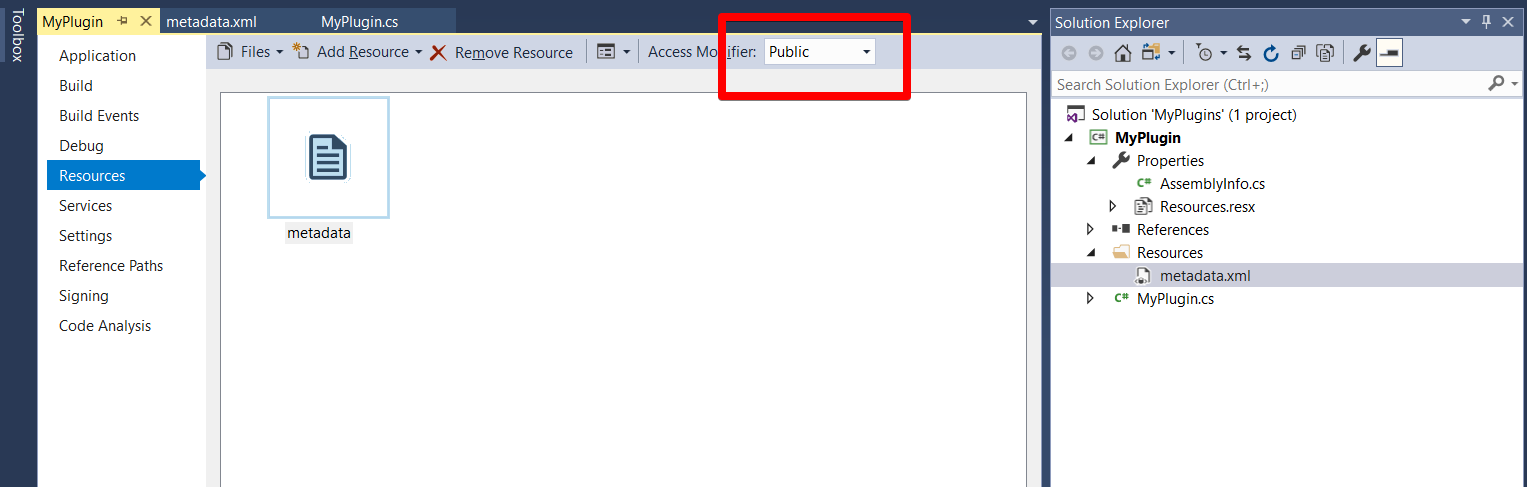 Toolbox
MyPlugin
metadata.xml
MyPlugin.cs
Application
Build
Build Events
Debug
Resources
Services
Settings
Reference Paths
Signing
Code Analysis
Files
Add Resource
Remove Resource
Access Modifier:
Public
metadata
Solution Explorer
Search Solution Explorer (Ctrl+;)
Solution 'MyPlugins' (1 project)
C# MyPlugin
Properties
C# AssemblyInfo.cs
Resources.resx
References
Resources
metadata.xml
C# MyPlugin.cs